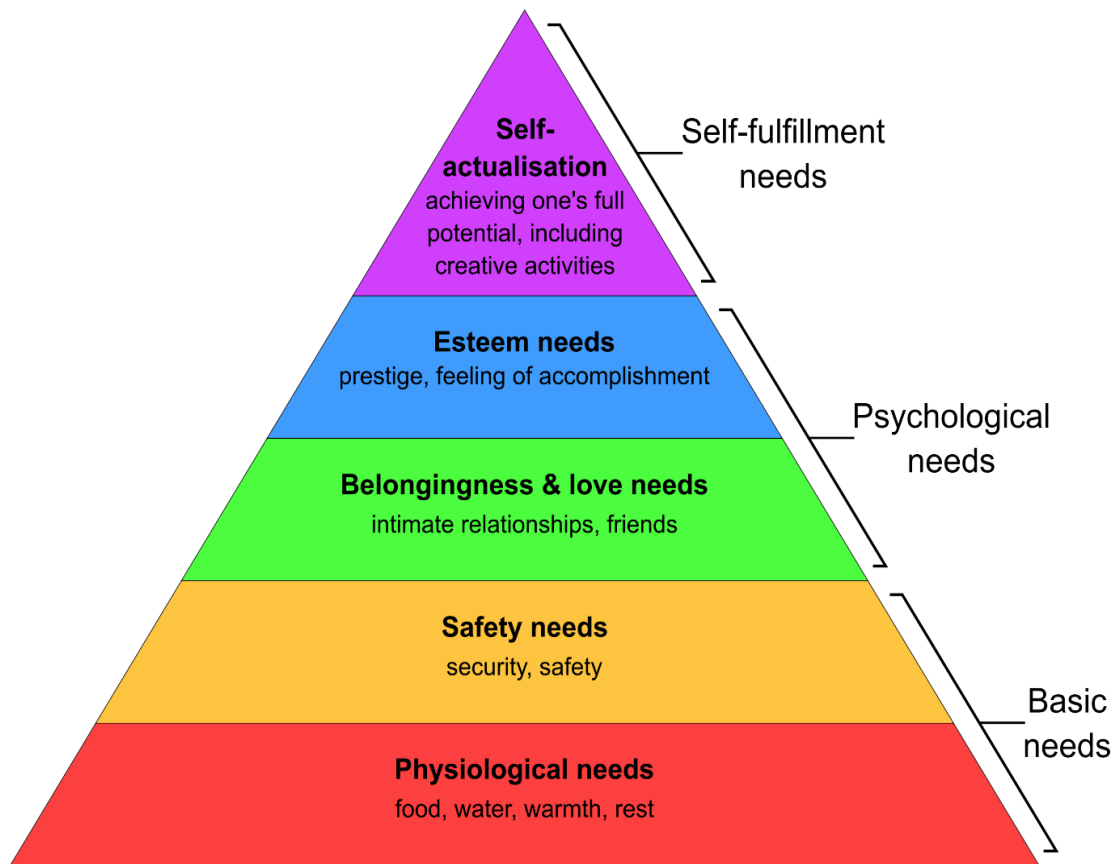 Self-
actualisation
achieving one's full
potential, including
creative activities
Self-fulfillment
needs
Esteem needs
prestige, feeling of accomplishment
Psychological
needs
Belongingness & love needs
intimate relationships, friends
Safety needs
security, safety
Basic
needs
Physiological needs
food, water, warmth, rest